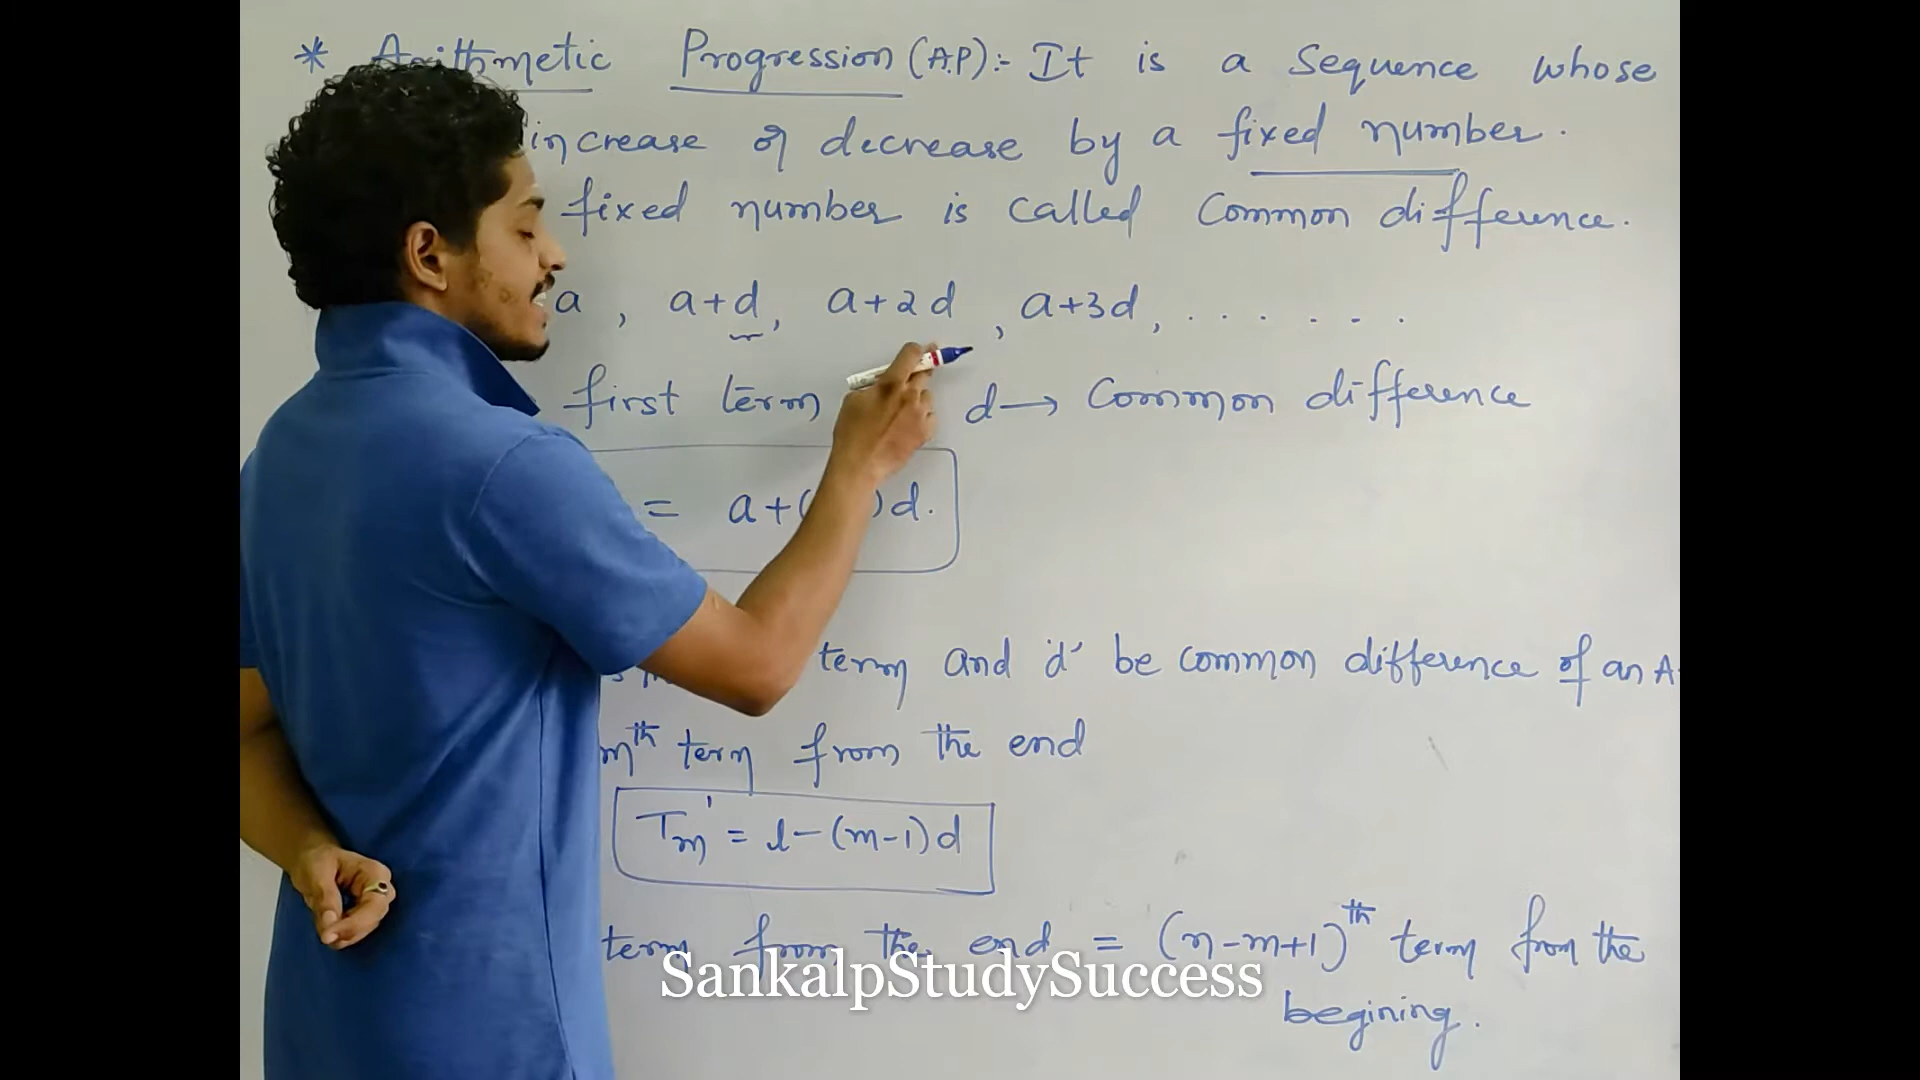 * Arithmetic Progression (A.P) :- It is a sequence whose
increase or decrease by a fixed number.
fixed number is called Common difference.
a , a+d, a+2d , a+3d, . . . . . . .
first term d → Common difference
= a+( )d.
term and 'd' be common difference of an A.
mth term from the end
Tm' = l-(m-1)d
term from the end = (n-m+1)th term from the
begining.
SankalpStudySuccess